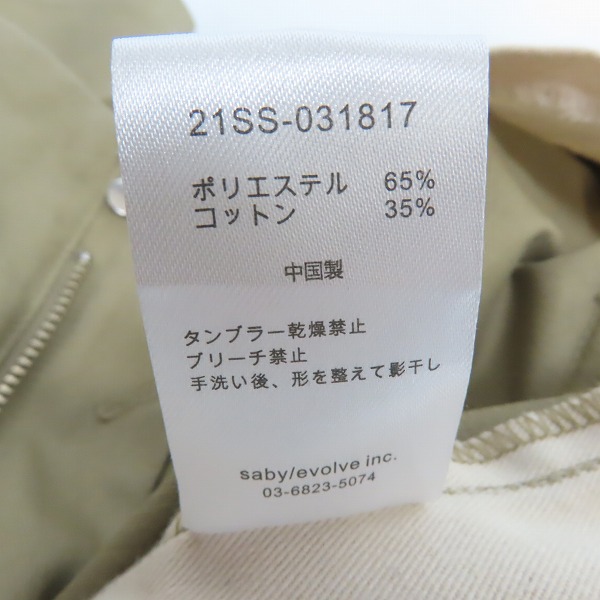 21SS-031817
ポリエステル 65%
コットン 35%
中国製
タンブラー乾燥禁止
ブリーチ禁止
手洗い後、形を整えて影干し
saby/evolve inc.
03-6823-5074